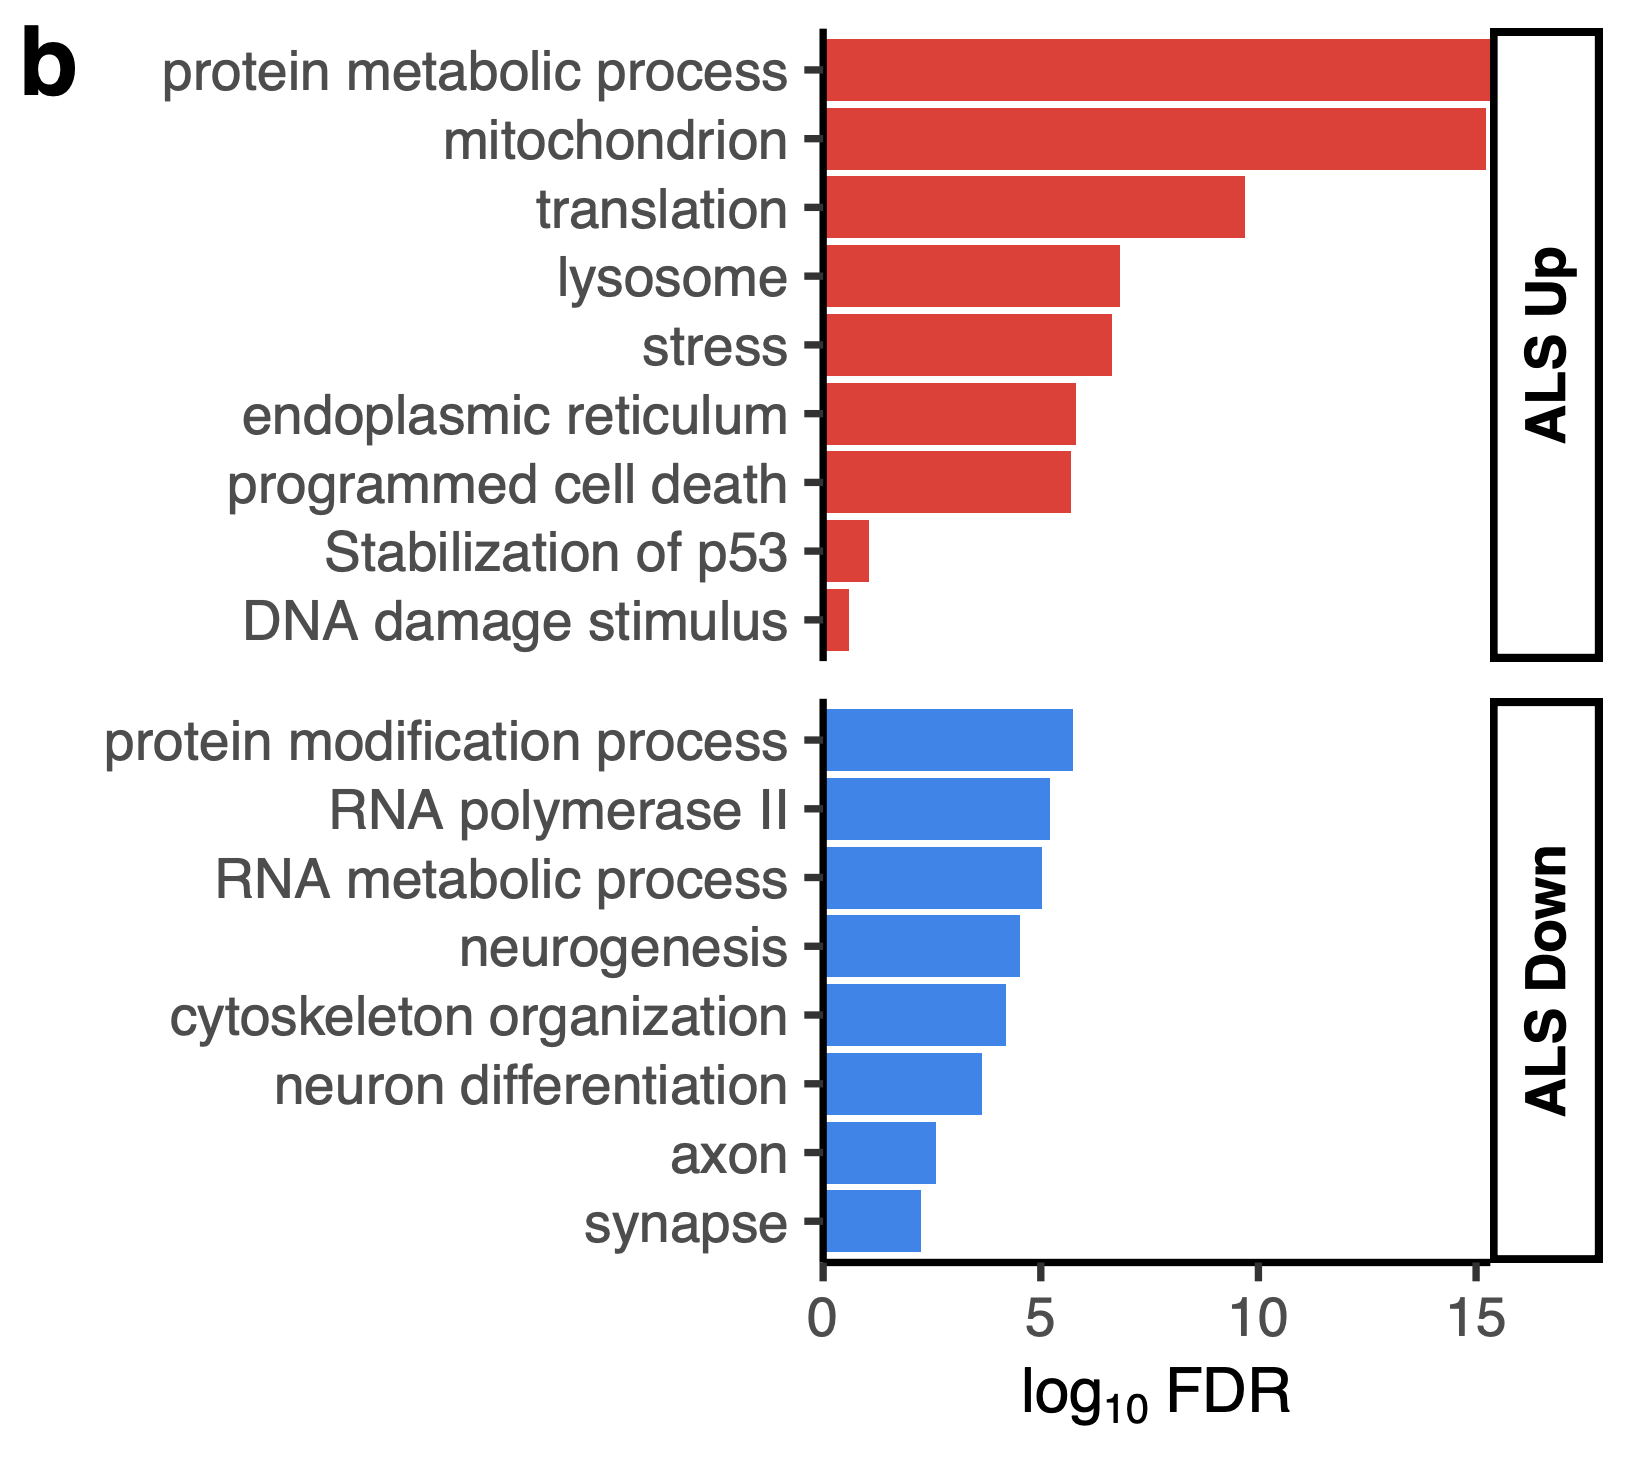 b
protein metabolic process
mitochondrion
translation
lysosome
stress
endoplasmic reticulum
programmed cell death
Stabilization of p53
DNA damage stimulus
ALS Up
protein modification process
RNA polymerase II
RNA metabolic process
neurogenesis
cytoskeleton organization
neuron differentiation
axon
synapse
ALS Down
0 5 10 15
log₁₀ FDR